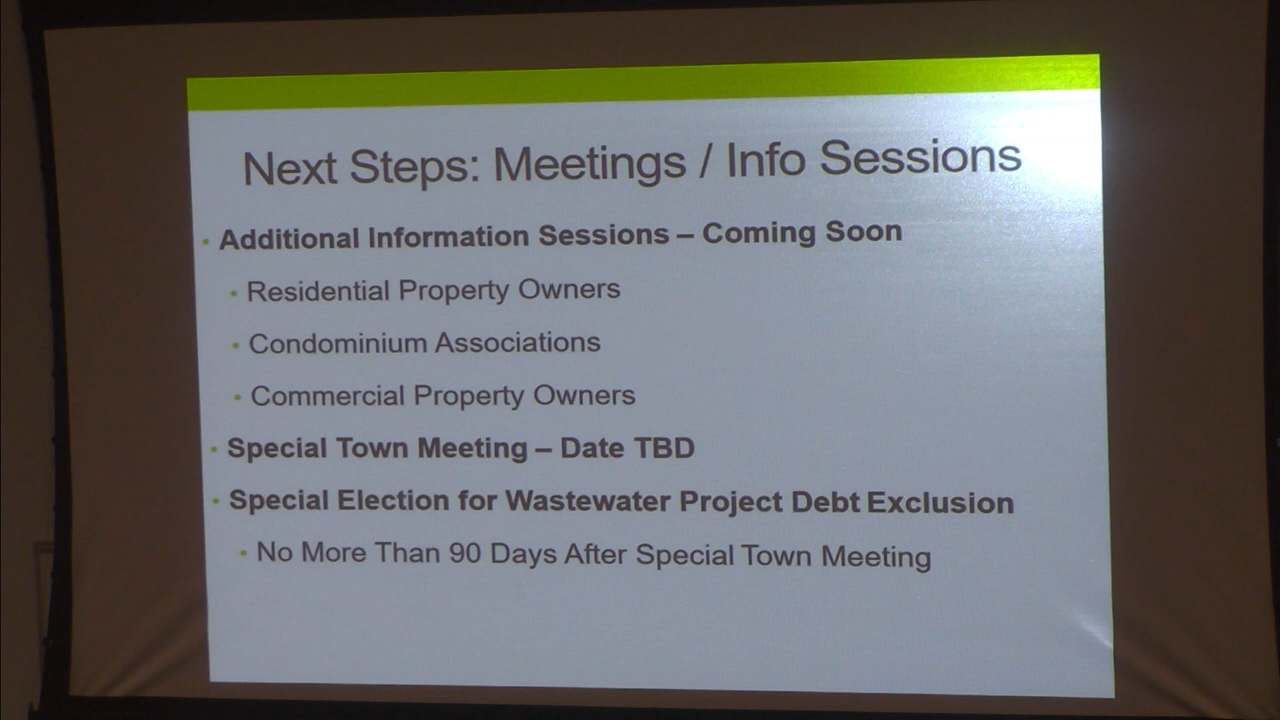 Next Steps: Meetings / Info Sessions
• Additional Information Sessions – Coming Soon
• Residential Property Owners
• Condominium Associations
• Commercial Property Owners
• Special Town Meeting – Date TBD
• Special Election for Wastewater Project Debt Exclusion
• No More Than 90 Days After Special Town Meeting